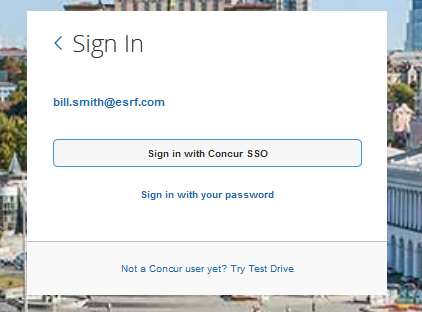 Sign In
bill.smith@esrf.com
Sign in with Concur SSO
Sign in with your password
Not a Concur user yet? Try Test Drive